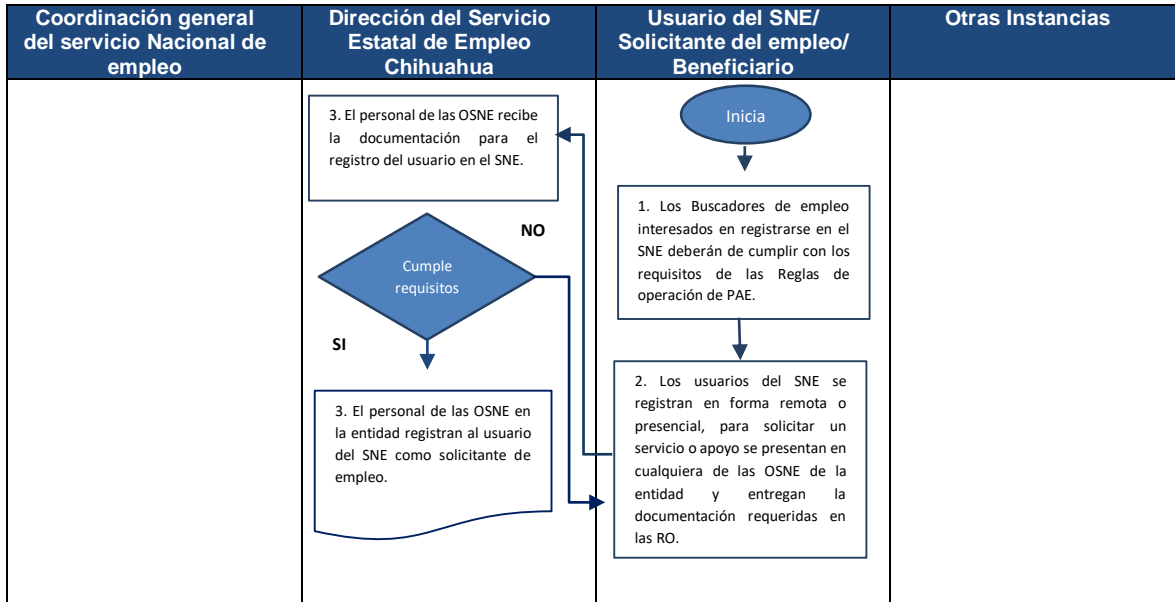 Coordinación general
del servicio Nacional de
empleo
Dirección del Servicio
Estatal de Empleo
Chihuahua
Usuario del SNE/
Solicitante del empleo/
Beneficiario
Otras Instancias
3. El personal de las OSNE recibe
la documentación para el
registro del usuario en el SNE.
Inicia
1. Los Buscadores de empleo
interesados en registrarse en el
SNE deberán de cumplir con los
requisitos de las Reglas de
operación de PAE.
NO
Cumple
requisitos
SI
2. Los usuarios del SNE se
registran en forma remota o
presencial, para solicitar un
servicio o apoyo se presentan en
cualquiera de las OSNE de la
entidad y entregan la
documentación requeridas en
las RO.
3. El personal de las OSNE en
la entidad registran al usuario
del SNE como solicitante de
empleo.